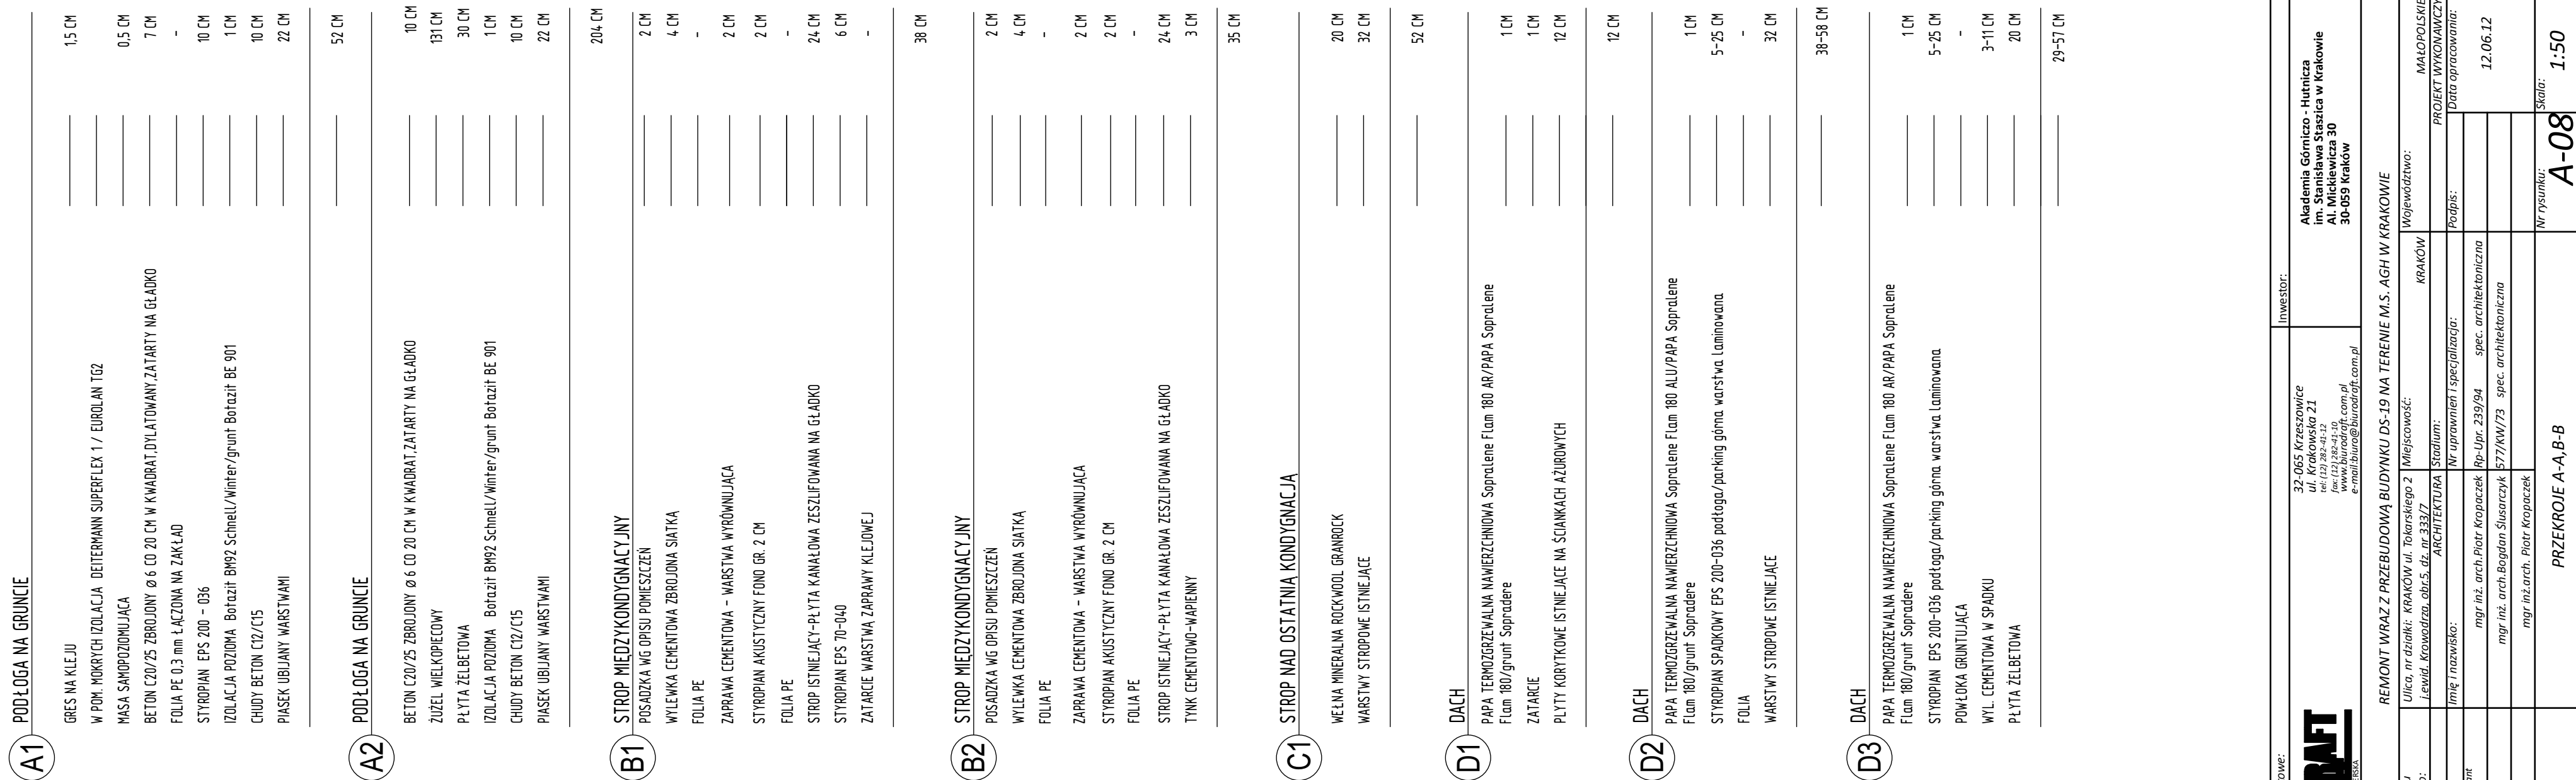 A1 PODŁOGA NA GRUNCIE
GRES NA KLEJU 1,5 CM
W POM. MOKRYCH IZOLACJA DEITERMANN SUPERFLEX 1 / EUROLAN TG2
MASA SAMOPOZIOMUJĄCA 0,5 CM
BETON C20/25 ZBROJONY Ø 6 CO 20 CM W KWADRAT,DYLATOWANY,ZATARTY NA GŁADKO 7 CM
FOLIA PE 0,3 mm ŁĄCZONA NA ZAKŁAD -
STYROPIAN EPS 200 - 036 10 CM
IZOLACJA POZIOMA Botazit BM92 Schnell/Winter/grunt Botazit BE 901 1 CM
CHUDY BETON C12/C15 10 CM
PIASEK UBIJANY WARSTWAMI 22 CM
52 CM
A2 PODŁOGA NA GRUNCIE
BETON C20/25 ZBROJONY Ø 6 CO 20 CM W KWADRAT,ZATARTY NA GŁADKO 10 CM
ŻUŻEL WIELKOPIECOWY 131 CM
PŁYTA ŻELBETOWA 30 CM
IZOLACJA POZIOMA Botazit BM92 Schnell/Winter/grunt Botazit BE 901 1 CM
CHUDY BETON C12/C15 10 CM
PIASEK UBIJANY WARSTWAMI 22 CM
204 CM
B1 STROP MIĘDZYKONDYGNACYJNY
POSADZKA WG OPISU POMIESZCZEŃ 2 CM
WYLEWKA CEMENTOWA ZBROJONA SIATKĄ 4 CM
FOLIA PE -
ZAPRAWA CEMENTOWA - WARSTWA WYRÓWNUJĄCA 2 CM
STYROPIAN AKUSTYCZNY FONO GR. 2 CM 2 CM
FOLIA PE -
STROP ISTNIEJĄCY-PŁYTA KANAŁOWA ZESZLIFOWANA NA GŁADKO 24 CM
STYROPIAN EPS 70-040 6 CM
ZATARCIE WARSTWĄ ZAPRAWY KLEJOWEJ -
38 CM
B2 STROP MIĘDZYKONDYGNACYJNY
POSADZKA WG OPISU POMIESZCZEŃ 2 CM
WYLEWKA CEMENTOWA ZBROJONA SIATKĄ 4 CM
FOLIA PE -
ZAPRAWA CEMENTOWA - WARSTWA WYRÓWNUJĄCA 2 CM
STYROPIAN AKUSTYCZNY FONO GR. 2 CM 2 CM
FOLIA PE -
STROP ISTNIEJĄCY-PŁYTA KANAŁOWA ZESZLIFOWANA NA GŁADKO 24 CM
TYNK CEMENTOWO-WAPIENNY 3 CM
35 CM
C1 STROP NAD OSTATNIĄ KONDYGNACJĄ
WEŁNA MINERALNA ROCKWOOL GRANROCK 20 CM
WARSTWY STROPOWE ISTNIEJĄCE 32 CM
52 CM
D1 DACH
PAPA TERMOZGRZEWALNA NAWIERZCHNIOWA Sopralene Flam 180 AR/PAPA Sopralene
Flam 180/grunt Sopradere 1 CM
ZATARCIE 1 CM
PLYTY KORYTKOWE ISTNIEJĄCE NA ŚCIANKACH AŻUROWYCH 12 CM
12 CM
D2 DACH
PAPA TERMOZGRZEWALNA NAWIERZCHNIOWA Sopralene Flam 180 ALU/PAPA Sopralene
Flam 180/grunt Sopradere 1 CM
STYROPIAN SPADKOWY EPS 200-036 podłoga/parking górna warstwa laminowana 5-25 CM
FOLIA -
WARSTWY STROPOWE ISTNIEJĄCE 32 CM
38-58 CM
D3 DACH
PAPA TERMOZGRZEWALNA NAWIERZCHNIOWA Sopralene Flam 180 AR/PAPA Sopralene
Flam 180/grunt Sopradere 1 CM
STYROPIAN EPS 200-036 podłoga/parking górna warstwa laminowana 5-25 CM
POWŁOKA GRUNTUJĄCA -
WYL. CEMENTOWA W SPADKU 3-11 CM
PŁYTA ŻELBETOWA 20 CM
29-57 CM
owe: Inwestor:
32-065 Krzeszowice
ul. Krakowska 21
tel: (12) 282-41-12
fax: (12) 282-41-10
www.biurodraft.com.pl
e-mail:biuro@biurodraft.com.pl
Akademia Górniczo - Hutnicza
im. Stanisława Staszica w Krakowie
Al. Mickiewicza 30
30-059 Kraków
REMONT WRAZ Z PRZEBUDOWĄ BUDYNKU DS-19 NA TERENIE M.S. AGH W KRAKOWIE
Ulica, nr działki: KRAKÓW ul. Tokarskiego 2 Miejscowość: KRAKÓW Województwo: MAŁOPOLSKIE
j.ewid. Krowodrza, obr.5, dz. nr 333/7
ARCHITEKTURA Stadium: PROJEKT WYKONAWCZY
Imię i nazwisko: Nr uprawnień i specjalizacja: Podpis: Data opracowania:
mgr inż. arch.Piotr Kropaczek Rp-Upr. 239/94 spec. architektoniczna 12.06.12
mgr inż. arch.Bogdan Ślusarczyk 577/KW/73 spec. architektoniczna
mgr inż.arch. Piotr Kropaczek
PRZEKROJE A-A,B-B Nr rysunku: A-08 Skala: 1:50